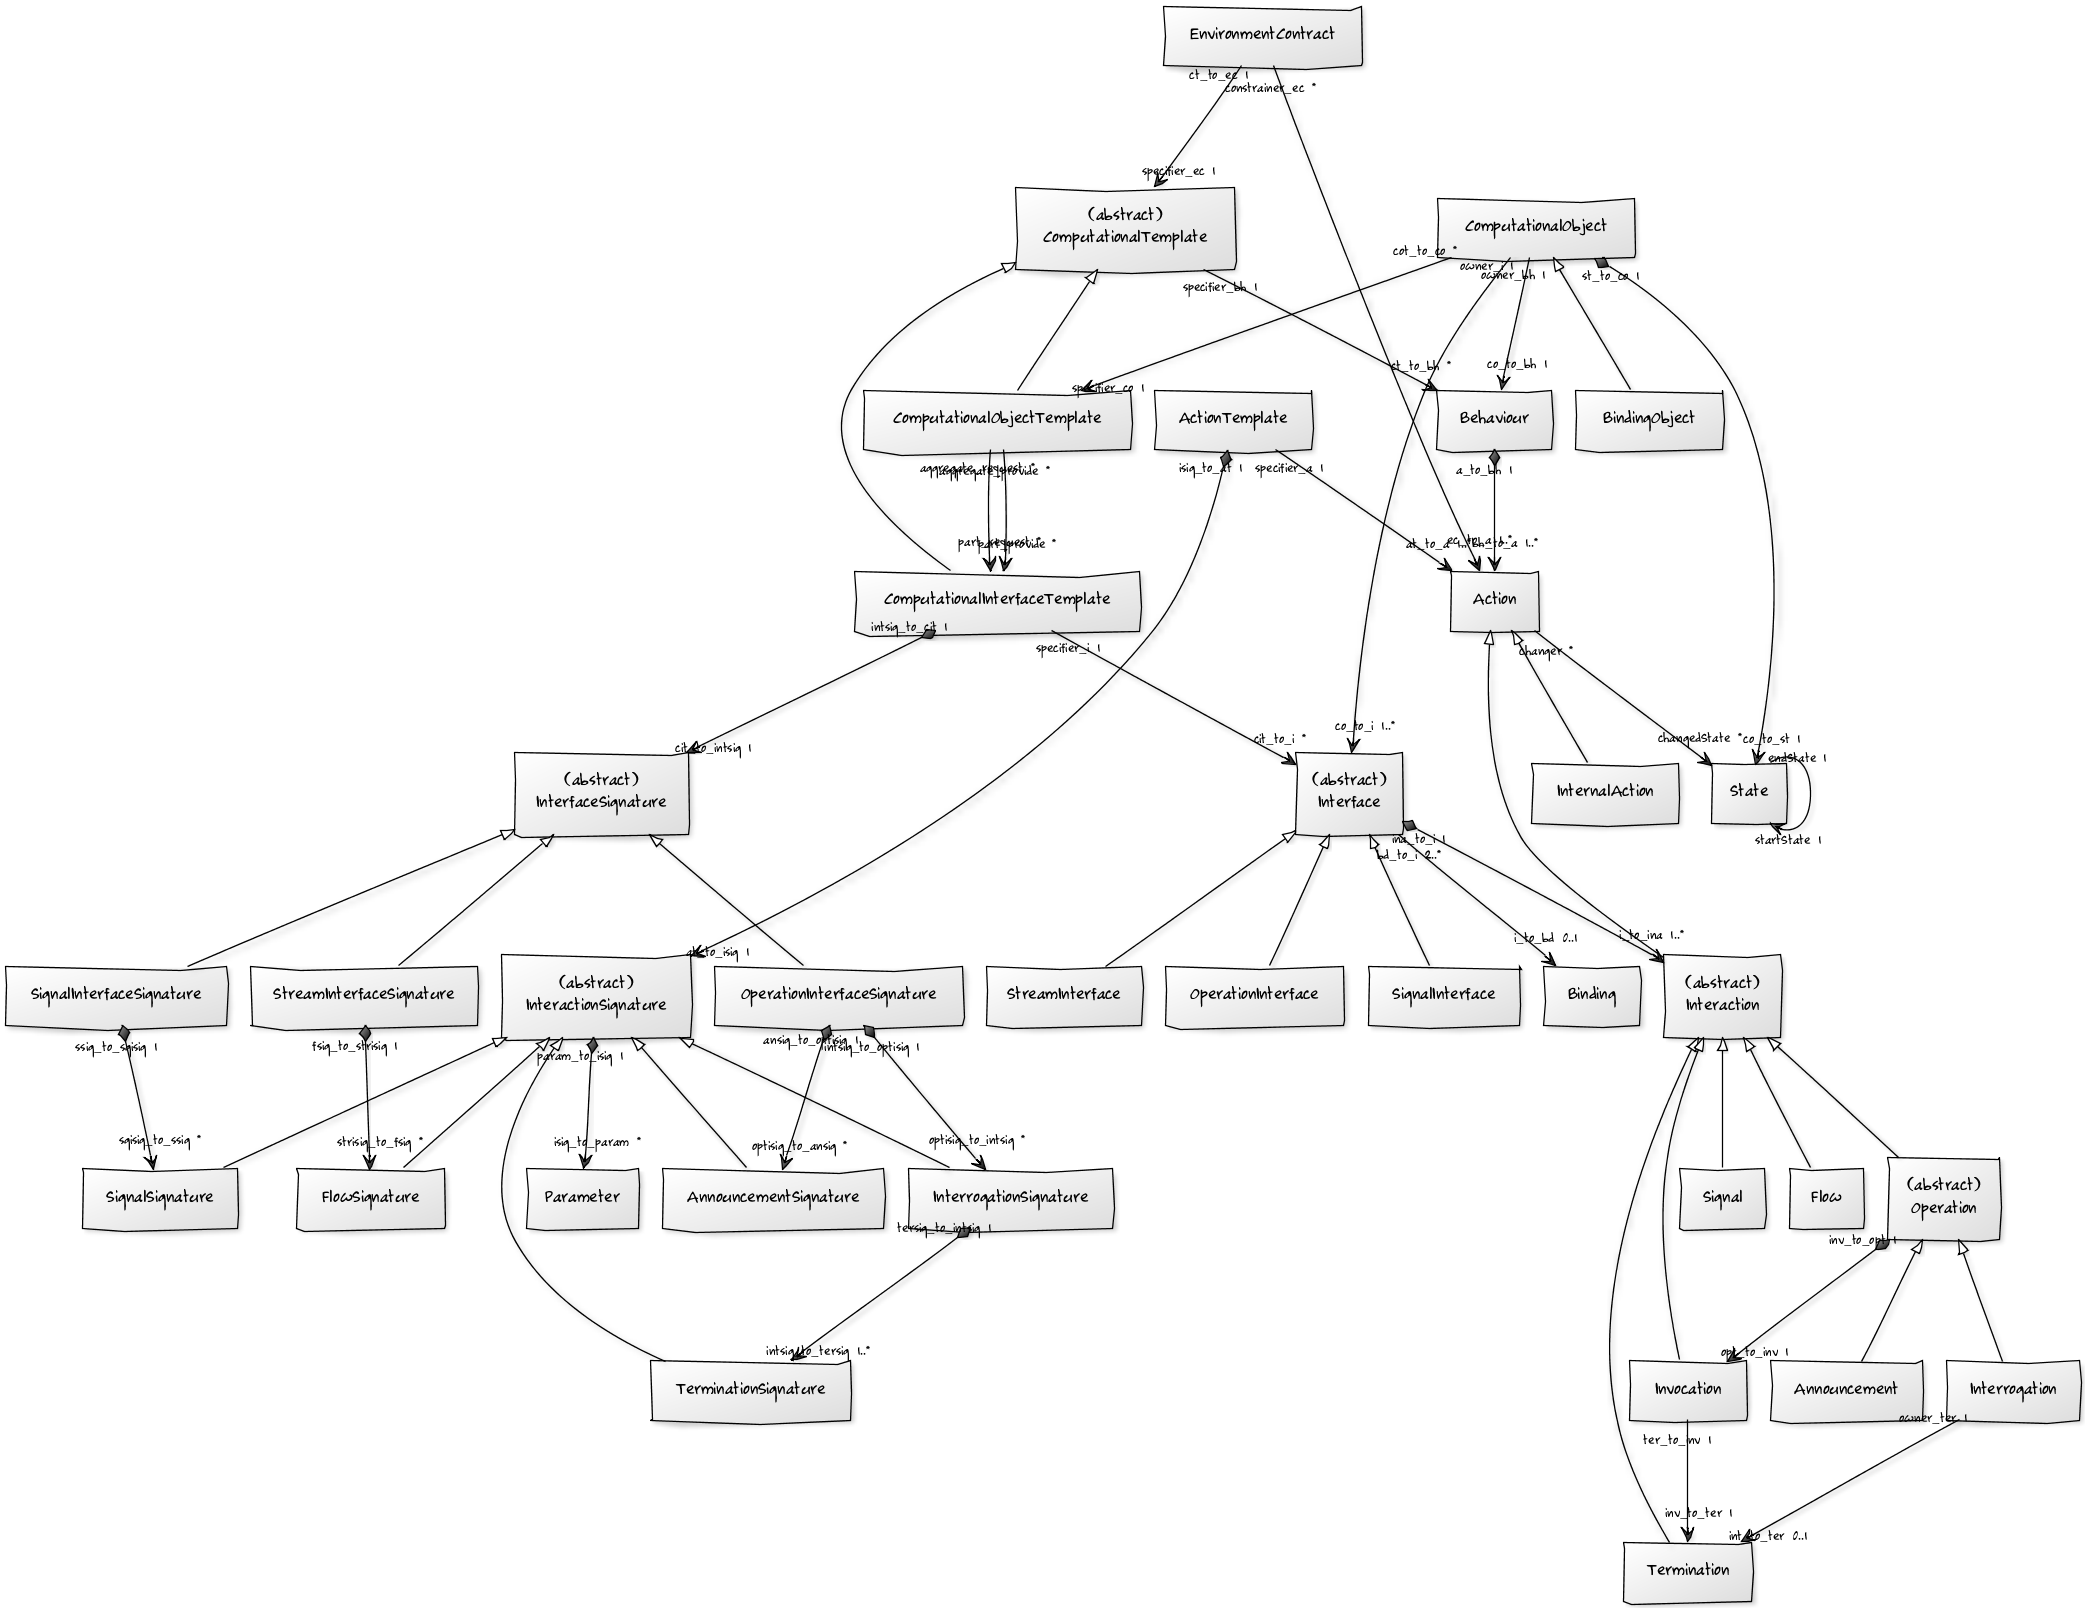 EnvironmentContract
ct_to_ec 1
constrainer_ec *
specifier_ec 1
(abstract)
ComputationalTemplate
ComputationalObject
cot_to_co *
owner_i 1
owner_bh 1
st_to_co 1
specifier_bh 1
ct_to_bh *
co_to_bh 1
specifier_co 1
ComputationalObjectTemplate
ActionTemplate
Behaviour
BindingObject
aggregate_request *
aggregate_provide *
isig_to_at 1
specifier_a 1
a_to_bh 1
part_request *
part_provide *
at_to_a 1..*
ec_to_a *
bh_to_a 1..*
ComputationalInterfaceTemplate
Action
intsig_to_cit 1
specifier_i 1
changer *
cit_to_intsig 1
cit_to_i *
co_to_i 1..*
changedState *
co_to_st 1
endState 1
(abstract)
InterfaceSignature
(abstract)
Interface
InternalAction
State
ina_to_i 1
bd_to_i 2..*
startState 1
at_to_isig 1
i_to_bd 0..1
i_to_ina 1..*
SignalInterfaceSignature
StreamInterfaceSignature
(abstract)
InteractionSignature
OperationInterfaceSignature
StreamInterface
OperationInterface
SignalInterface
Binding
(abstract)
Interaction
ssig_to_sgisig 1
fsig_to_strisig 1
param_to_isig 1
ansig_to_optisig 1
intsig_to_optisig 1
sgisig_to_ssig *
strisig_to_fsig *
isig_to_param *
optisig_to_ansig *
optisig_to_intsig *
SignalSignature
FlowSignature
Parameter
AnnouncementSignature
InterrogationSignature
Signal
Flow
(abstract)
Operation
tersig_to_intsig 1
inv_to_opt 1
intsig_to_tersig 1..*
opt_to_inv 1
TerminationSignature
Invocation
Announcement
Interrogation
owner_ter 1
ter_to_inv 1
inv_to_ter 1
int_to_ter 0..1
Termination